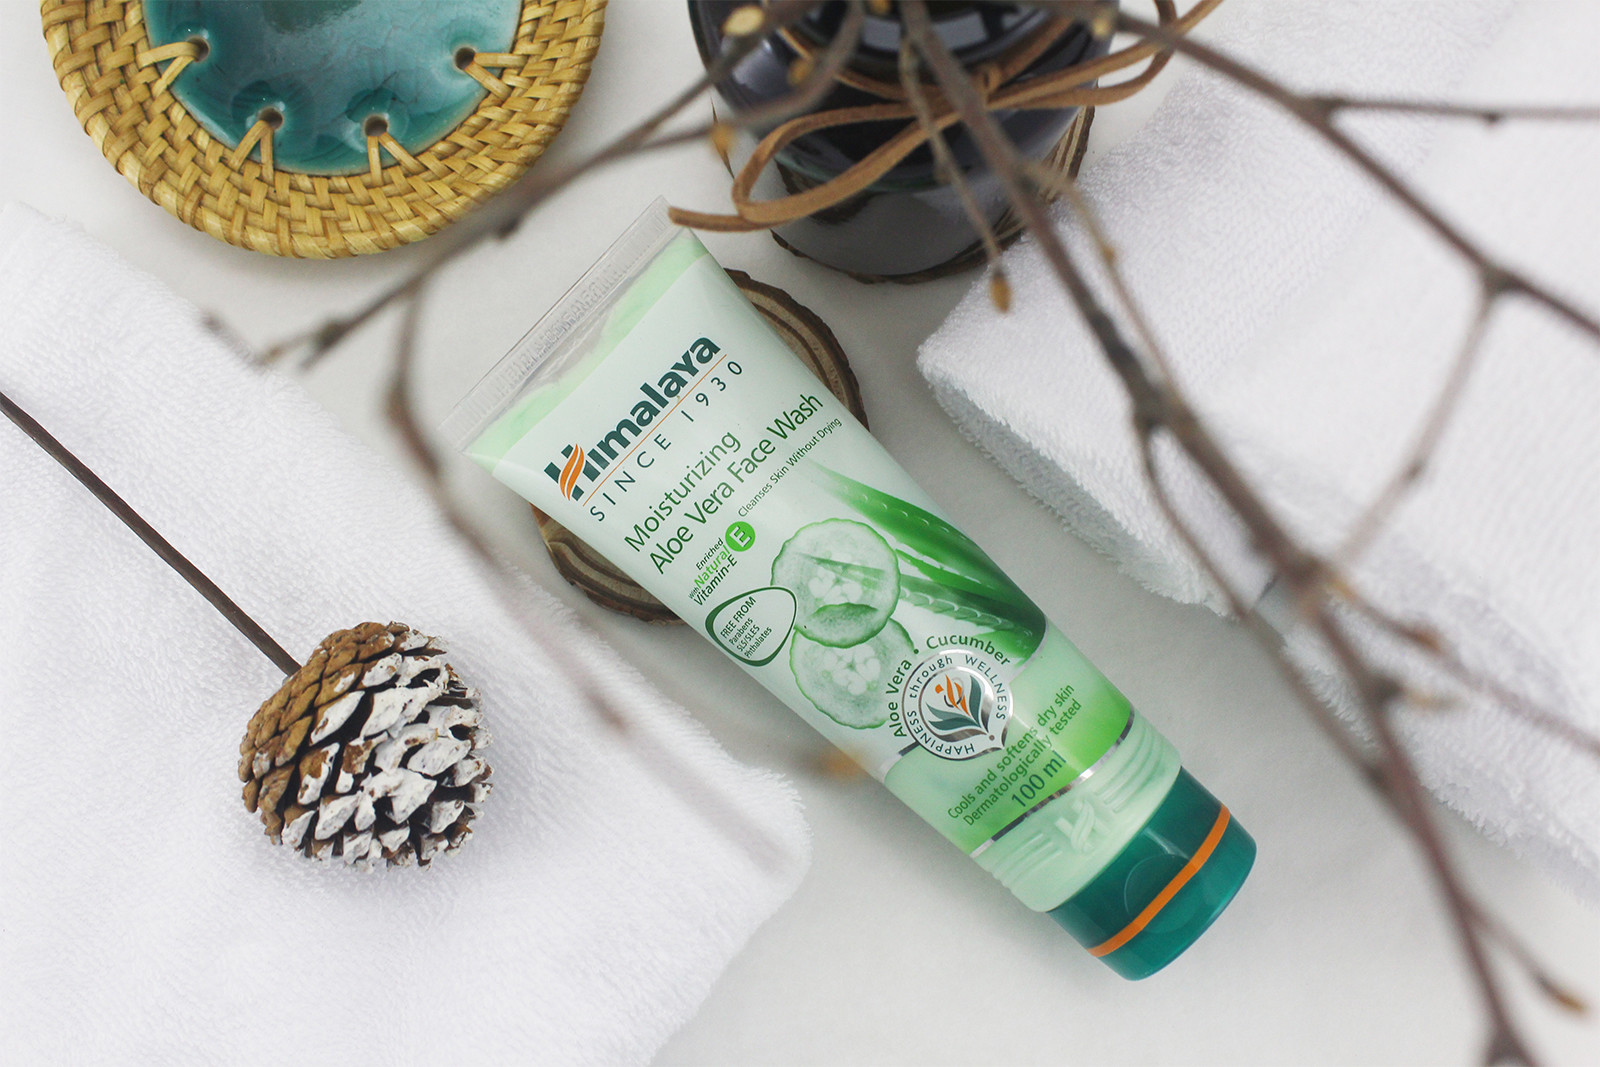 Himalaya
SINCE 1930
Moisturizing
Aloe Vera Face Wash
Cleanses Skin Without Drying
Enriched
with Natural
Vitamin-E
E
FREE FROM
Parabens
SLS/SLES
Phthalates
Aloe Vera • Cucumber
HAPPINESS through WELLNESS
Cools and softens dry skin
Dermatologically tested
100 ml